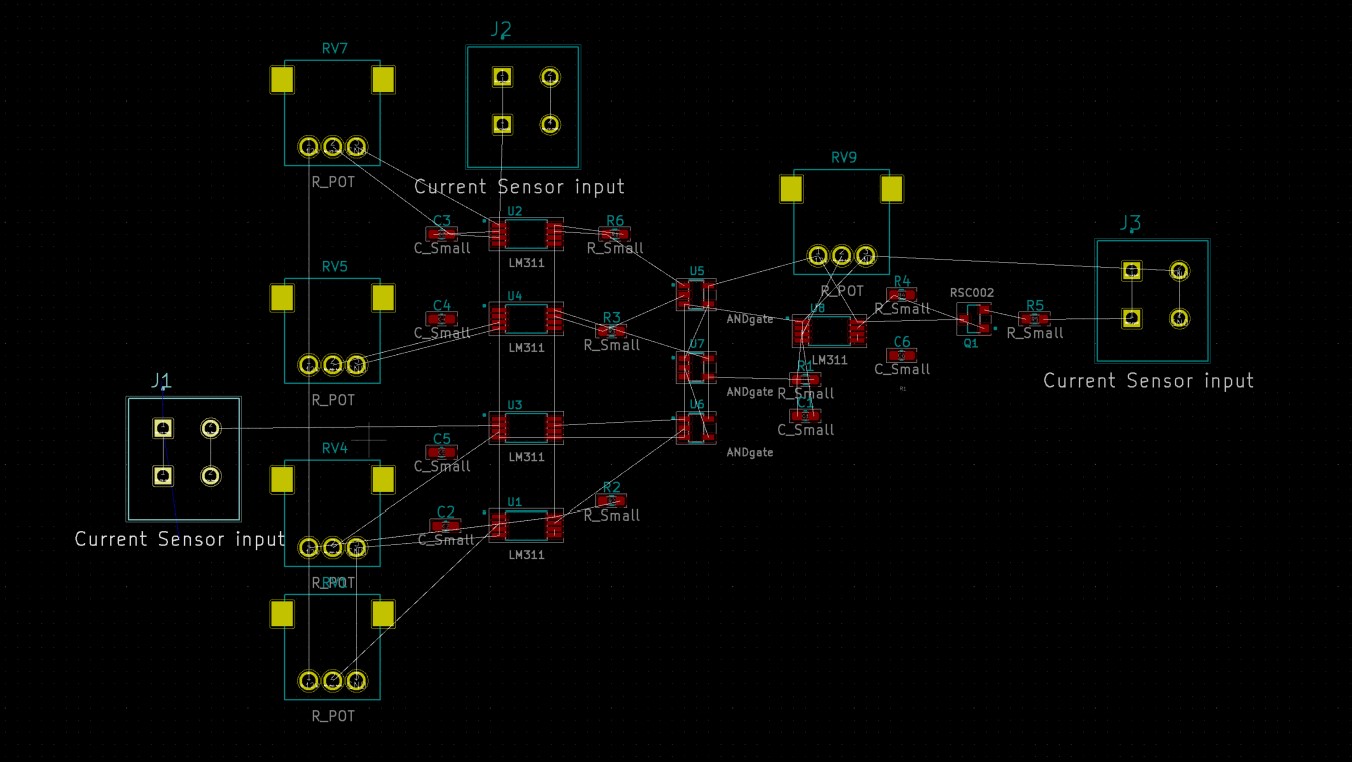 J2
RV7
R_POT
Current Sensor input
RV9
R_POT
U2
LM311
C3
C_Small
R6
R_Small
J3
Current Sensor input
RV5
R_POT
U5
ANDgate
C4
C_Small
U4
LM311
R3
R_Small
R4
R_Small
RSC002
Q1
R5
R_Small
U8
LM311
C6
C_Small
U7
ANDgate
R1
R_Small
C1
C_Small
J1
Current Sensor input
U3
LM311
U6
ANDgate
C5
C_Small
RV4
R_POT
U1
LM311
C2
C_Small
R2
R_Small
R_POT